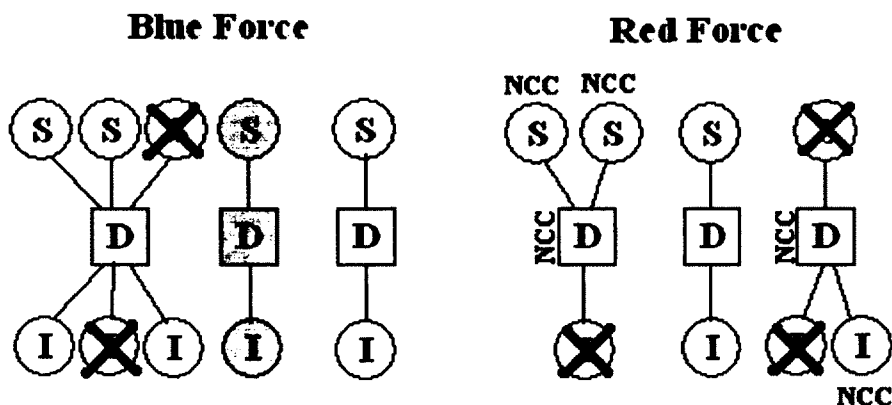 Blue Force
Red Force
NCC NCC
S S S S S S S
D D D NCC D D NCC D
I I I I I I
NCC